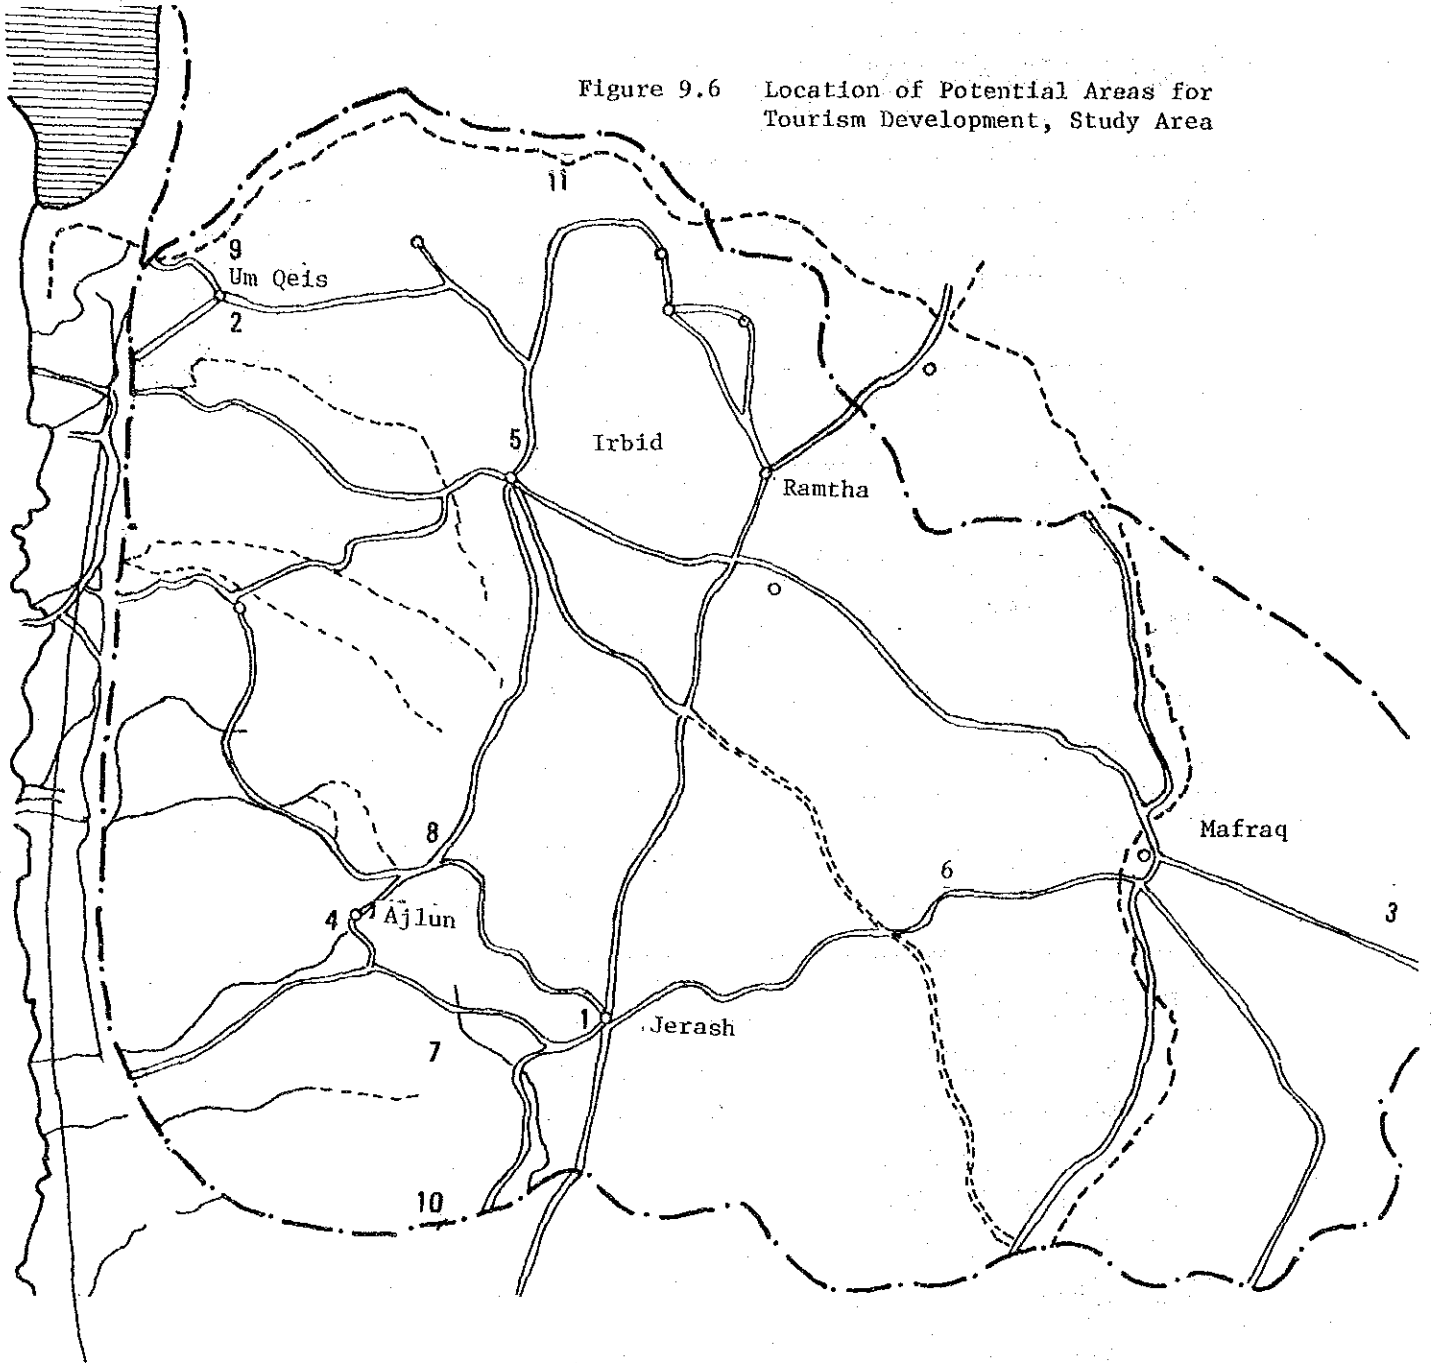 Figure 9.6 Location of Potential Areas for
Tourism Development, Study Area
11
9
Um Qeis
2
5
Irbid
Ramtha
8
Mafraq
6
3
4
Ajlun
1
Jerash
7
10